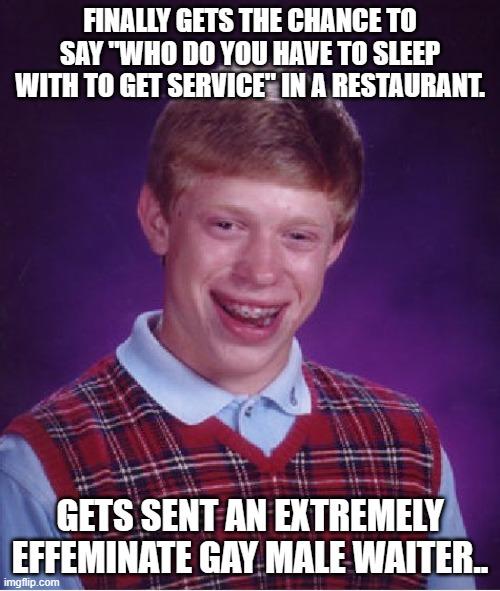 FINALLY GETS THE CHANCE TO
SAY "WHO DO YOU HAVE TO SLEEP
WITH TO GET SERVICE" IN A RESTAURANT.
GETS SENT AN EXTREMELY
EFFEMINATE GAY MALE WAITER..
imgflip.com